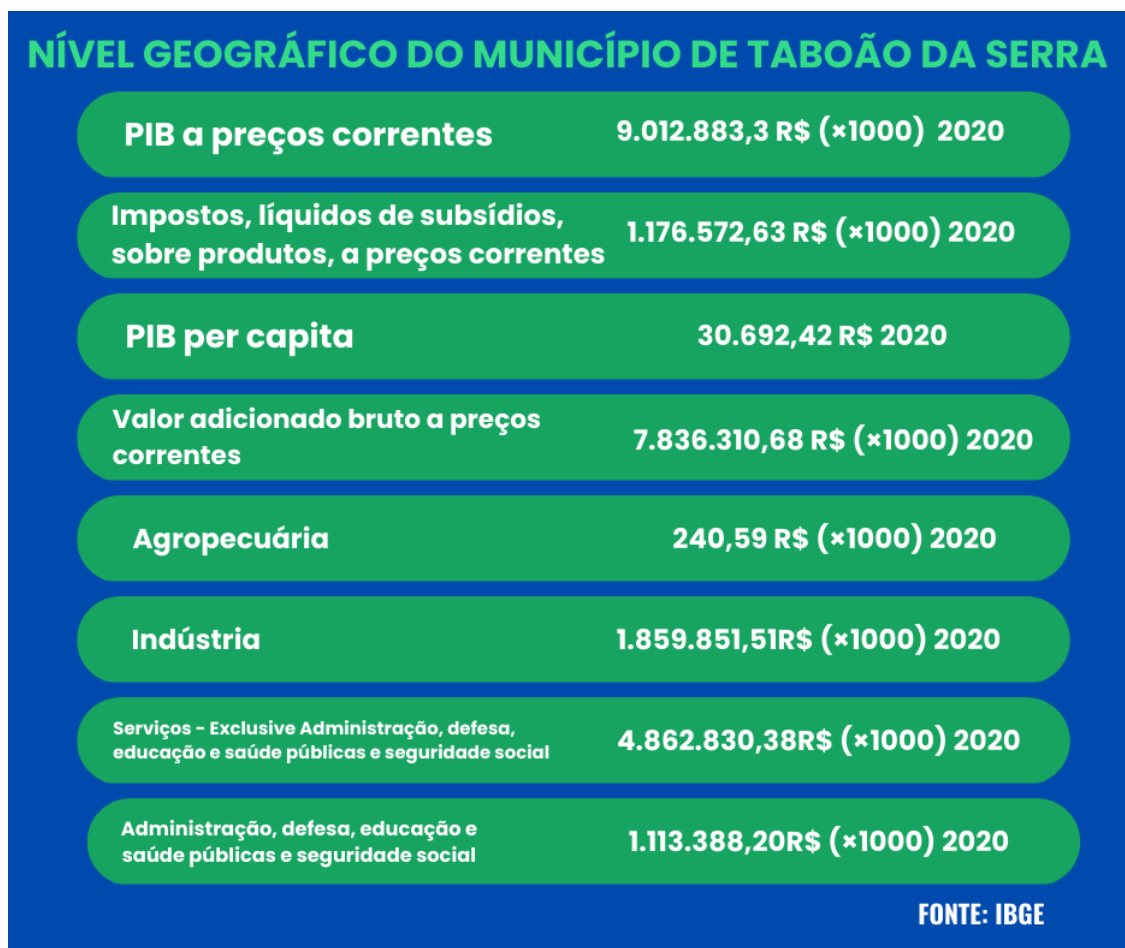 NÍVEL GEOGRÁFICO DO MUNICÍPIO DE TABOÃO DA SERRA
PIB a preços correntes 9.012.883,3 R$ (×1000) 2020
Impostos, líquidos de subsídios,
sobre produtos, a preços correntes
1.176.572,63 R$ (×1000) 2020
PIB per capita 30.692,42 R$ 2020
Valor adicionado bruto a preços
correntes
7.836.310,68 R$ (×1000) 2020
Agropecuária 240,59 R$ (×1000) 2020
Indústria 1.859.851,51R$ (×1000) 2020
Serviços - Exclusive Administração, defesa,
educação e saúde públicas e seguridade social
4.862.830,38R$ (×1000) 2020
Administração, defesa, educação e
saúde públicas e seguridade social
1.113.388,20R$ (×1000) 2020
FONTE: IBGE